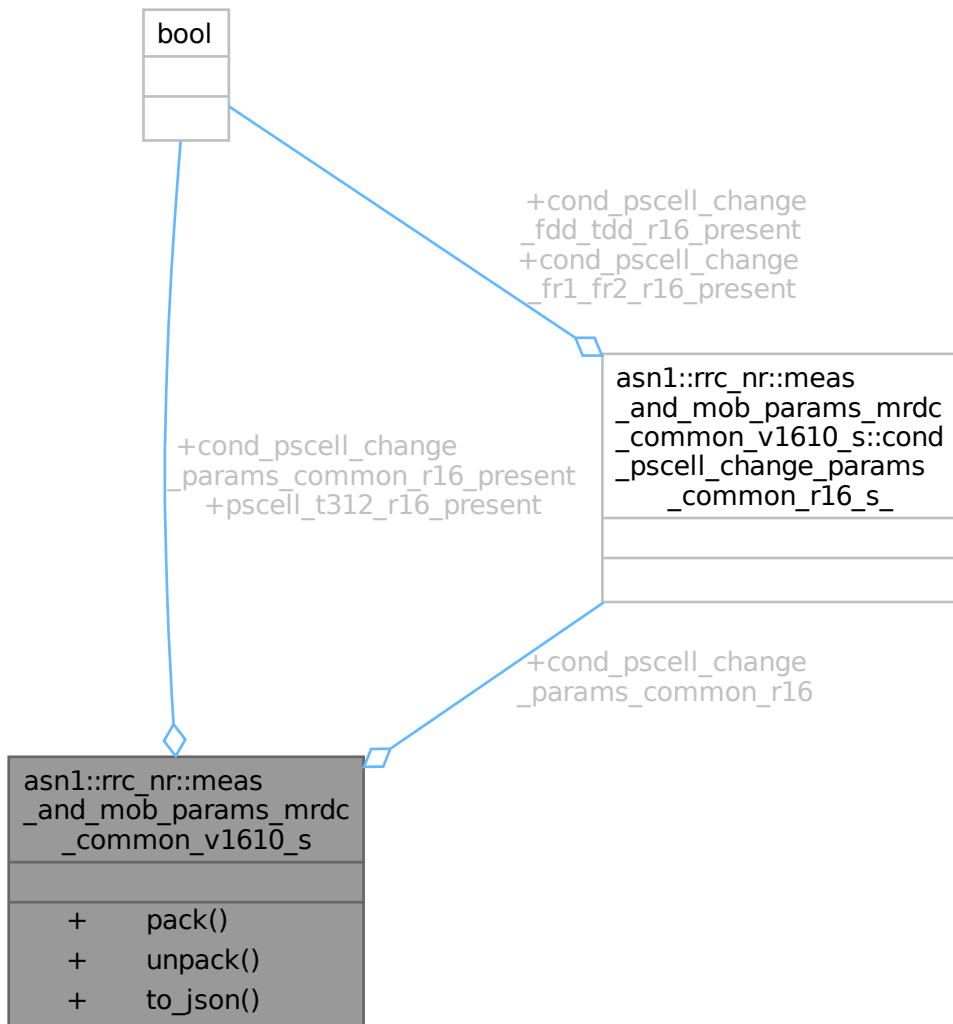 bool
+cond_pscell_change
_fdd_tdd_r16_present
+cond_pscell_change
_fr1_fr2_r16_present
asn1::rrc_nr::meas
_and_mob_params_mrdc
_common_v1610_s::cond
_pscell_change_params
_common_r16_s_
+cond_pscell_change
_params_common_r16_present
+pscell_t312_r16_present
+cond_pscell_change
_params_common_r16
asn1::rrc_nr::meas
_and_mob_params_mrdc
_common_v1610_s
+ pack()
+ unpack()
+ to_json()